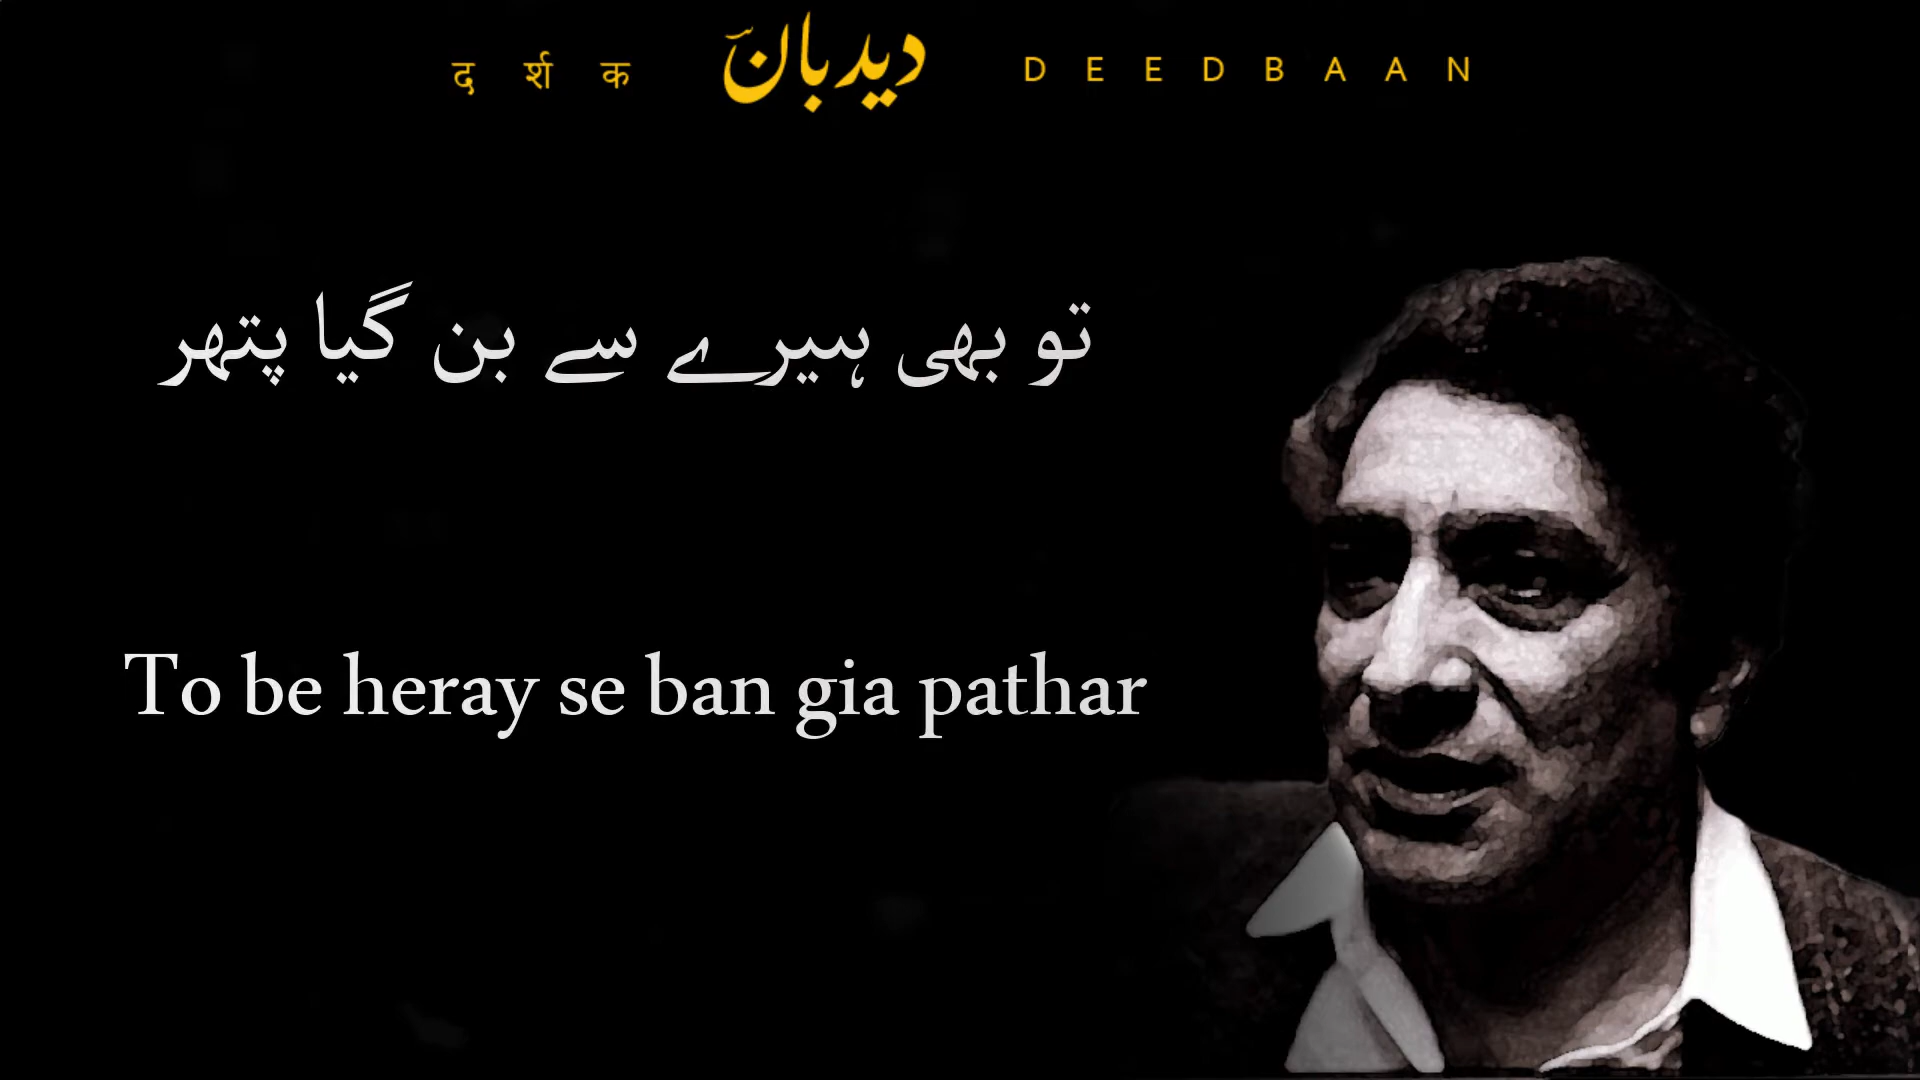 द र्श क دیدبانؔ DEEDBAAN
تو بھی ہیرے سے بن گیا پتھر
To be heray se ban gia pathar